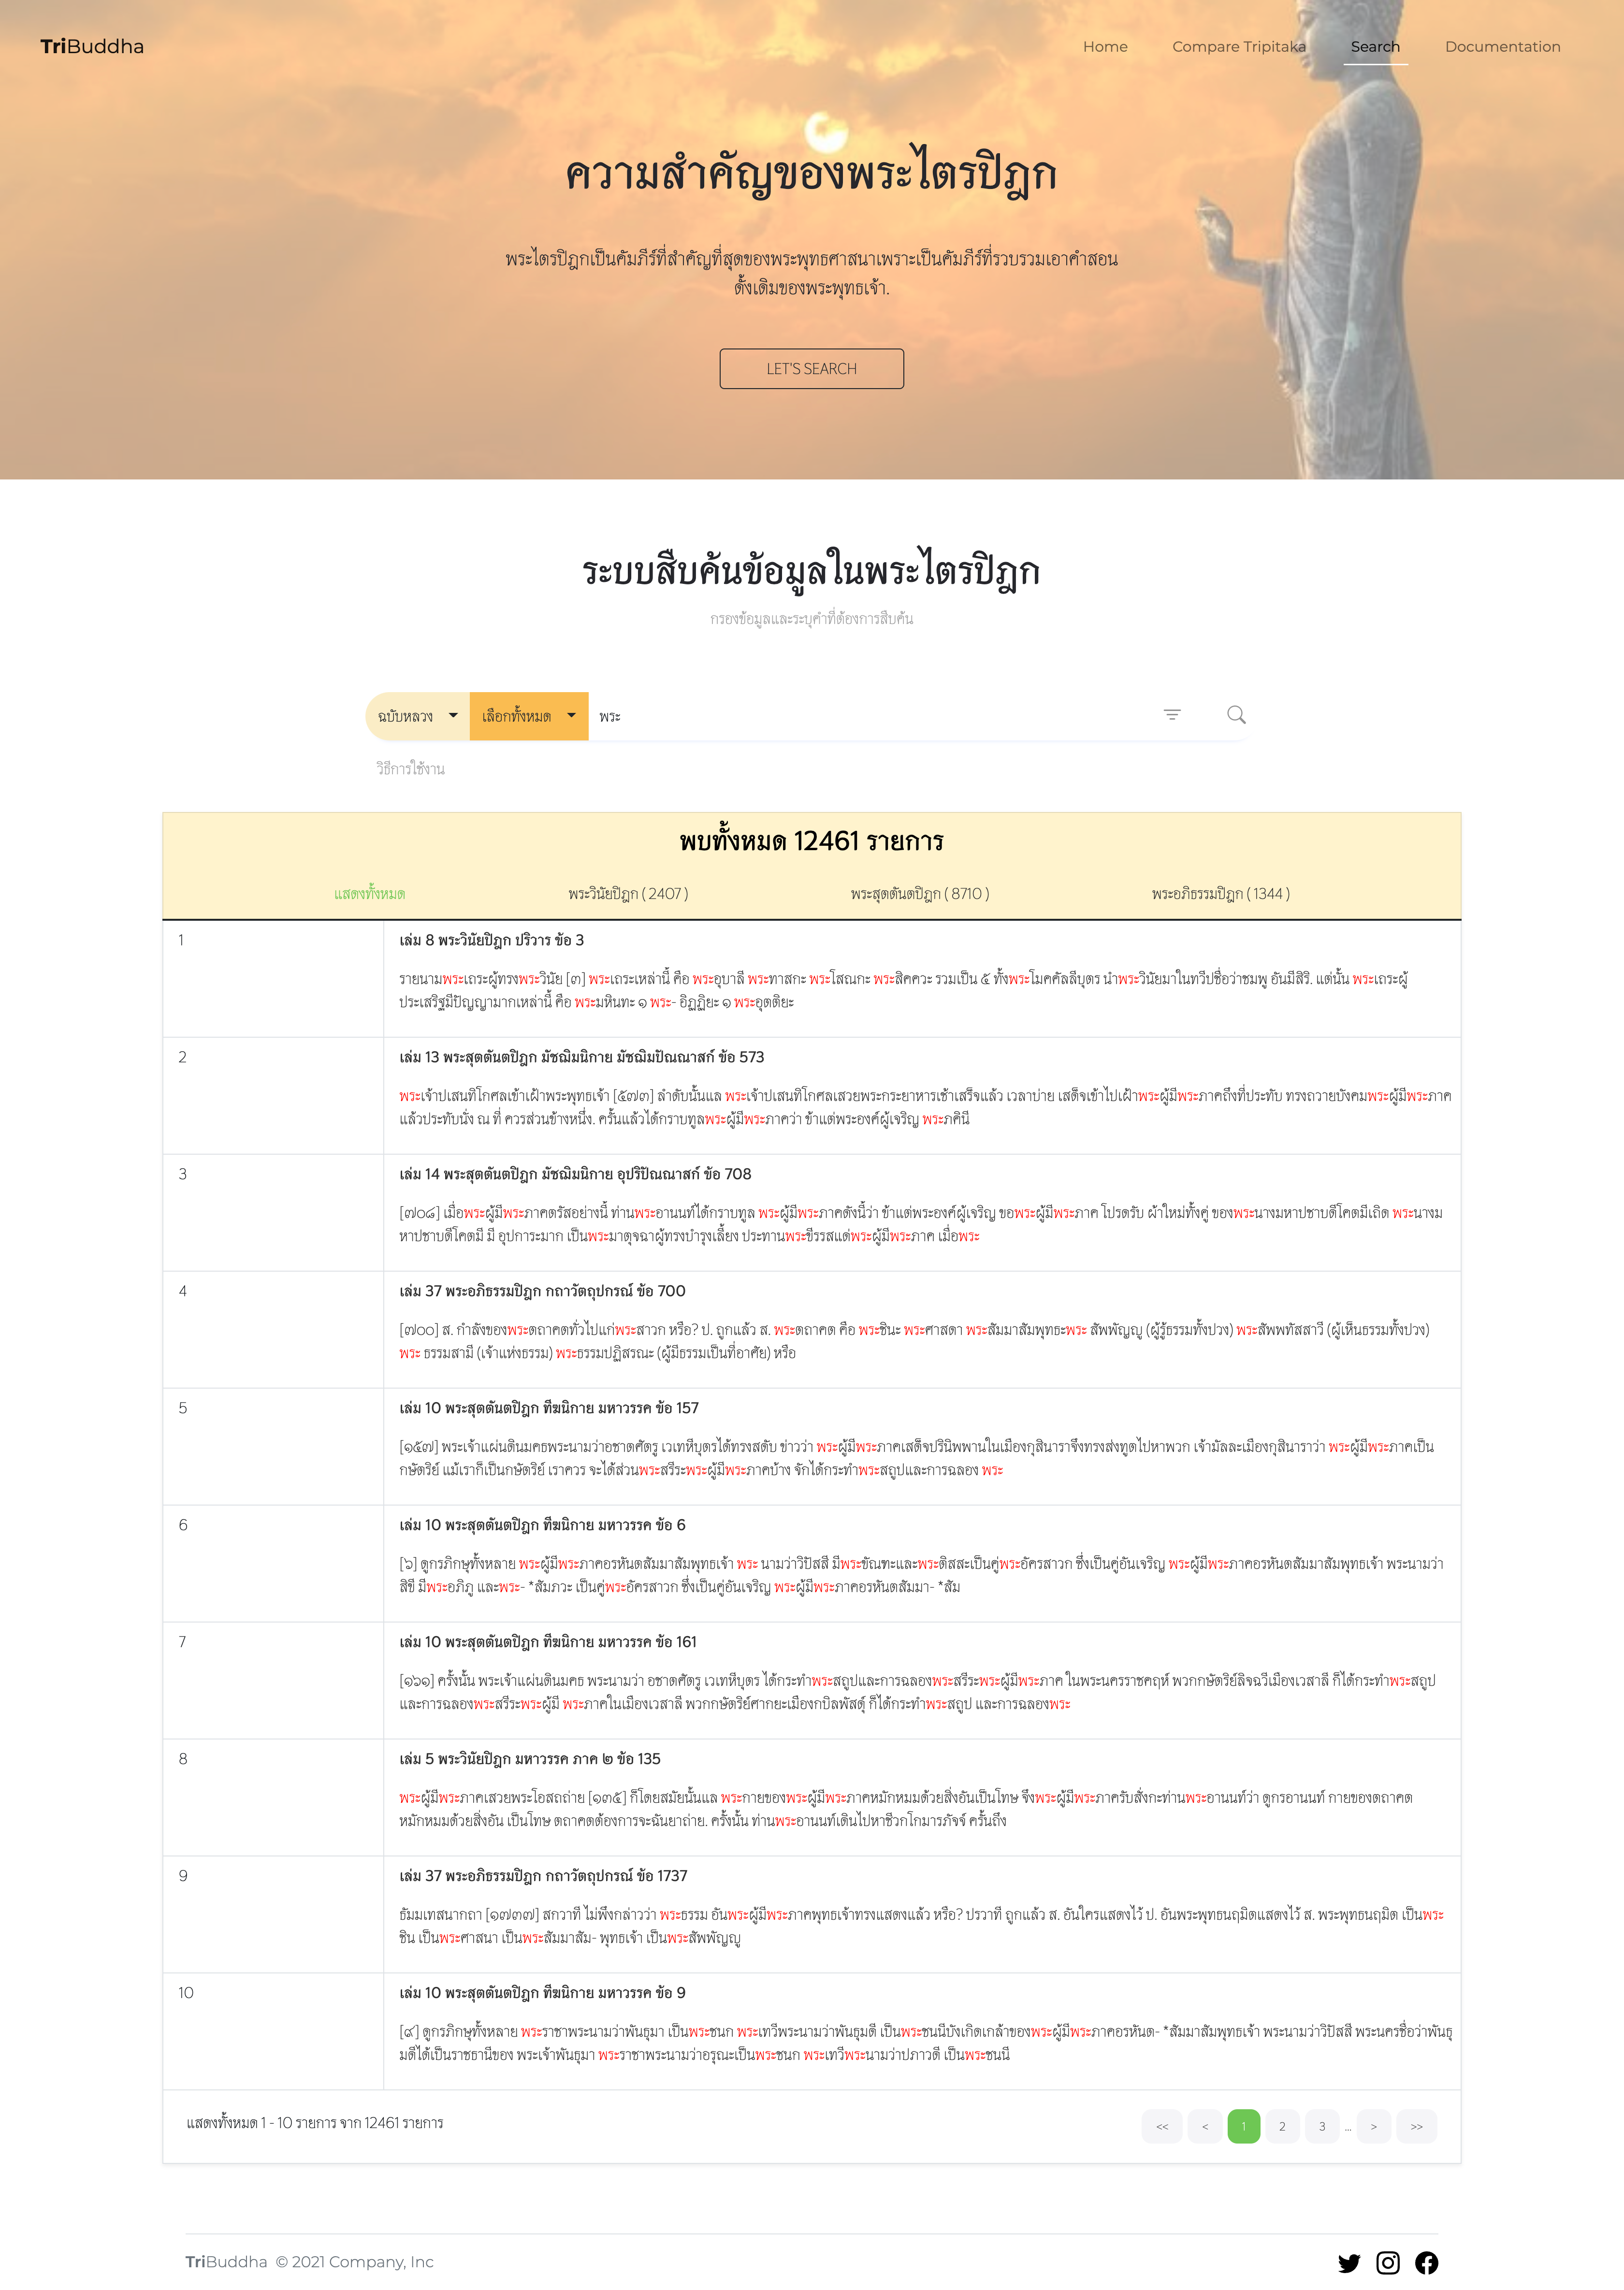 TriBuddha
Home Compare Tripitaka Search Documentation
ความสำคัญของพระไตรปิฎก
พระไตรปิฎกเป็นคัมภีร์ที่สำคัญที่สุดของพระพุทธศาสนาเพราะเป็นคัมภีร์ที่รวบรวมเอาคำสอน
ดั้งเดิมของพระพุทธเจ้า.
LET'S SEARCH
ระบบสืบค้นข้อมูลในพระไตรปิฎก
กรองข้อมูลและระบุคำที่ต้องการสืบค้น
ฉบับหลวง เลือกทั้งหมด พระ
วิธีการใช้งาน
พบทั้งหมด 12461 รายการ
แสดงทั้งหมด พระวินัยปิฎก ( 2407 ) พระสุตตันตปิฎก ( 8710 ) พระอภิธรรมปิฎก ( 1344 )
1 เล่ม 8 พระวินัยปิฎก ปริวาร ข้อ 3
รายนามพระเถระผู้ทรงพระวินัย [๓] พระเถระเหล่านี้ คือ พระอุบาลี พระทาสกะ พระโสณกะ พระสิคควะ รวมเป็น ๕ ทั้งพระโมคคัลลีบุตร นำพระวินัยมาในทวีปชื่อว่าชมพู อันมีสิริ. แต่นั้น พระเถระผู้
ประเสริฐมีปัญญามากเหล่านี้ คือ พระมหินทะ ๑ พระ- อิฏฏิยะ ๑ พระอุตติยะ
2 เล่ม 13 พระสุตตันตปิฎก มัชฌิมนิกาย มัชฌิมปัณณาสก์ ข้อ 573
พระเจ้าปเสนทิโกศลเข้าเฝ้าพระพุทธเจ้า [๕๗๓] ลำดับนั้นแล พระเจ้าปเสนทิโกศลเสวยพระกระยาหารเช้าเสร็จแล้ว เวลาบ่าย เสด็จเข้าไปเฝ้าพระผู้มีพระภาคถึงที่ประทับ ทรงถวายบังคมพระผู้มีพระภาค
แล้วประทับนั่ง ณ ที่ ควรส่วนข้างหนึ่ง. ครั้นแล้วได้กราบทูลพระผู้มีพระภาคว่า ข้าแต่พระองค์ผู้เจริญ พระภคินี
3 เล่ม 14 พระสุตตันตปิฎก มัชฌิมนิกาย อุปริปัณณาสก์ ข้อ 708
[๗๐๘] เมื่อพระผู้มีพระภาคตรัสอย่างนี้ ท่านพระอานนท์ได้กราบทูล พระผู้มีพระภาคดังนี้ว่า ข้าแต่พระองค์ผู้เจริญ ขอพระผู้มีพระภาค โปรดรับ ผ้าใหม่ทั้งคู่ ของพระนางมหาปชาบดีโคตมีเถิด พระนางม
หาปชาบดีโคตมี มี อุปการะมาก เป็นพระมาตุจฉาผู้ทรงบำรุงเลี้ยง ประทานพระขีรรสแด่พระผู้มีพระภาค เมื่อพระ
4 เล่ม 37 พระอภิธรรมปิฎก กถาวัตถุปกรณ์ ข้อ 700
[๗๐๐] ส. กำลังของพระตถาคตทั่วไปแก่พระสาวก หรือ? ป. ถูกแล้ว ส. พระตถาคต คือ พระชินะ พระศาสดา พระสัมมาสัมพุทธะพระ สัพพัญญู (ผู้รู้ธรรมทั้งปวง) พระสัพพทัสสาวี (ผู้เห็นธรรมทั้งปวง)
พระ ธรรมสามี (เจ้าแห่งธรรม) พระธรรมปฏิสรณะ (ผู้มีธรรมเป็นที่อาศัย) หรือ
5 เล่ม 10 พระสุตตันตปิฎก ทีฆนิกาย มหาวรรค ข้อ 157
[๑๕๗] พระเจ้าแผ่นดินมคธพระนามว่าอชาตศัตรู เวเทหีบุตรได้ทรงสดับ ข่าวว่า พระผู้มีพระภาคเสด็จปรินิพพานในเมืองกุสินาราจึงทรงส่งทูตไปหาพวก เจ้ามัลละเมืองกุสินาราว่า พระผู้มีพระภาคเป็น
กษัตริย์ แม้เราก็เป็นกษัตริย์ เราควร จะได้ส่วนพระสรีระพระผู้มีพระภาคบ้าง จักได้กระทำพระสถูปและการฉลอง พระ
6 เล่ม 10 พระสุตตันตปิฎก ทีฆนิกาย มหาวรรค ข้อ 6
[๖] ดูกรภิกษุทั้งหลาย พระผู้มีพระภาคอรหันตสัมมาสัมพุทธเจ้า พระ นามว่าวิปัสสี มีพระขัณฑะและพระติสสะเป็นคู่พระอัครสาวก ซึ่งเป็นคู่อันเจริญ พระผู้มีพระภาคอรหันตสัมมาสัมพุทธเจ้า พระนามว่า
สิขี มีพระอภิภู และพระ- *สัมภวะ เป็นคู่พระอัครสาวก ซึ่งเป็นคู่อันเจริญ พระผู้มีพระภาคอรหันตสัมมา- *สัม
7 เล่ม 10 พระสุตตันตปิฎก ทีฆนิกาย มหาวรรค ข้อ 161
[๑๖๑] ครั้งนั้น พระเจ้าแผ่นดินมคธ พระนามว่า อชาตศัตรู เวเทหีบุตร ได้กระทำพระสถูปและการฉลองพระสรีระพระผู้มีพระภาค ในพระนครราชคฤห์ พวกกษัตริย์ลิจฉวีเมืองเวสาลี ก็ได้กระทำพระสถูป
และการฉลองพระสรีระพระผู้มี พระภาคในเมืองเวสาลี พวกกษัตริย์ศากยะเมืองกบิลพัสดุ์ ก็ได้กระทำพระสถูป และการฉลองพระ
8 เล่ม 5 พระวินัยปิฎก มหาวรรค ภาค ๒ ข้อ 135
พระผู้มีพระภาคเสวยพระโอสถถ่าย [๑๓๕] ก็โดยสมัยนั้นแล พระกายของพระผู้มีพระภาคหมักหมมด้วยสิ่งอันเป็นโทษ จึงพระผู้มีพระภาครับสั่งกะท่านพระอานนท์ว่า ดูกรอานนท์ กายของตถาคต
หมักหมมด้วยสิ่งอัน เป็นโทษ ตถาคตต้องการจะฉันยาถ่าย. ครั้งนั้น ท่านพระอานนท์เดินไปหาชีวกโกมารภัจจ์ ครั้นถึง
9 เล่ม 37 พระอภิธรรมปิฎก กถาวัตถุปกรณ์ ข้อ 1737
ธัมมเทสนากถา [๑๗๓๗] สกวาที ไม่พึงกล่าวว่า พระธรรม อันพระผู้มีพระภาคพุทธเจ้าทรงแสดงแล้ว หรือ? ปรวาที ถูกแล้ว ส. อันใครแสดงไว้ ป. อันพระพุทธนฤมิตแสดงไว้ ส. พระพุทธนฤมิต เป็นพระ
ชิน เป็นพระศาสนา เป็นพระสัมมาสัม- พุทธเจ้า เป็นพระสัพพัญญู
10 เล่ม 10 พระสุตตันตปิฎก ทีฆนิกาย มหาวรรค ข้อ 9
[๙] ดูกรภิกษุทั้งหลาย พระราชาพระนามว่าพันธุมา เป็นพระชนก พระเทวีพระนามว่าพันธุมดี เป็นพระชนนีบังเกิดเกล้าของพระผู้มีพระภาคอรหันต- *สัมมาสัมพุทธเจ้า พระนามว่าวิปัสสี พระนครชื่อว่าพันธุ
มดีได้เป็นราชธานีของ พระเจ้าพันธุมา พระราชาพระนามว่าอรุณะเป็นพระชนก พระเทวีพระนามว่าปภาวดี เป็นพระชนนี
แสดงทั้งหมด 1 - 10 รายการ จาก 12461 รายการ << < 1 2 3 ... > >>
TriBuddha © 2021 Company, Inc